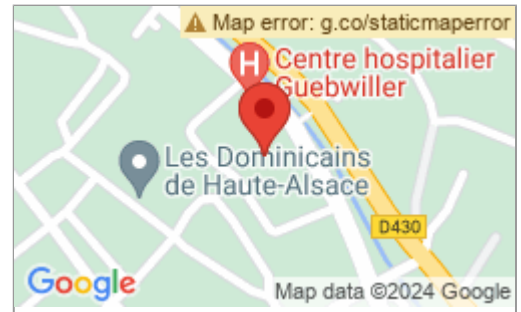 Map error: g.co/staticmaperror
H Centre hospitalier
Guebwiller
Les Dominicains
de Haute-Alsace
D430
Google
Map data ©2024 Google